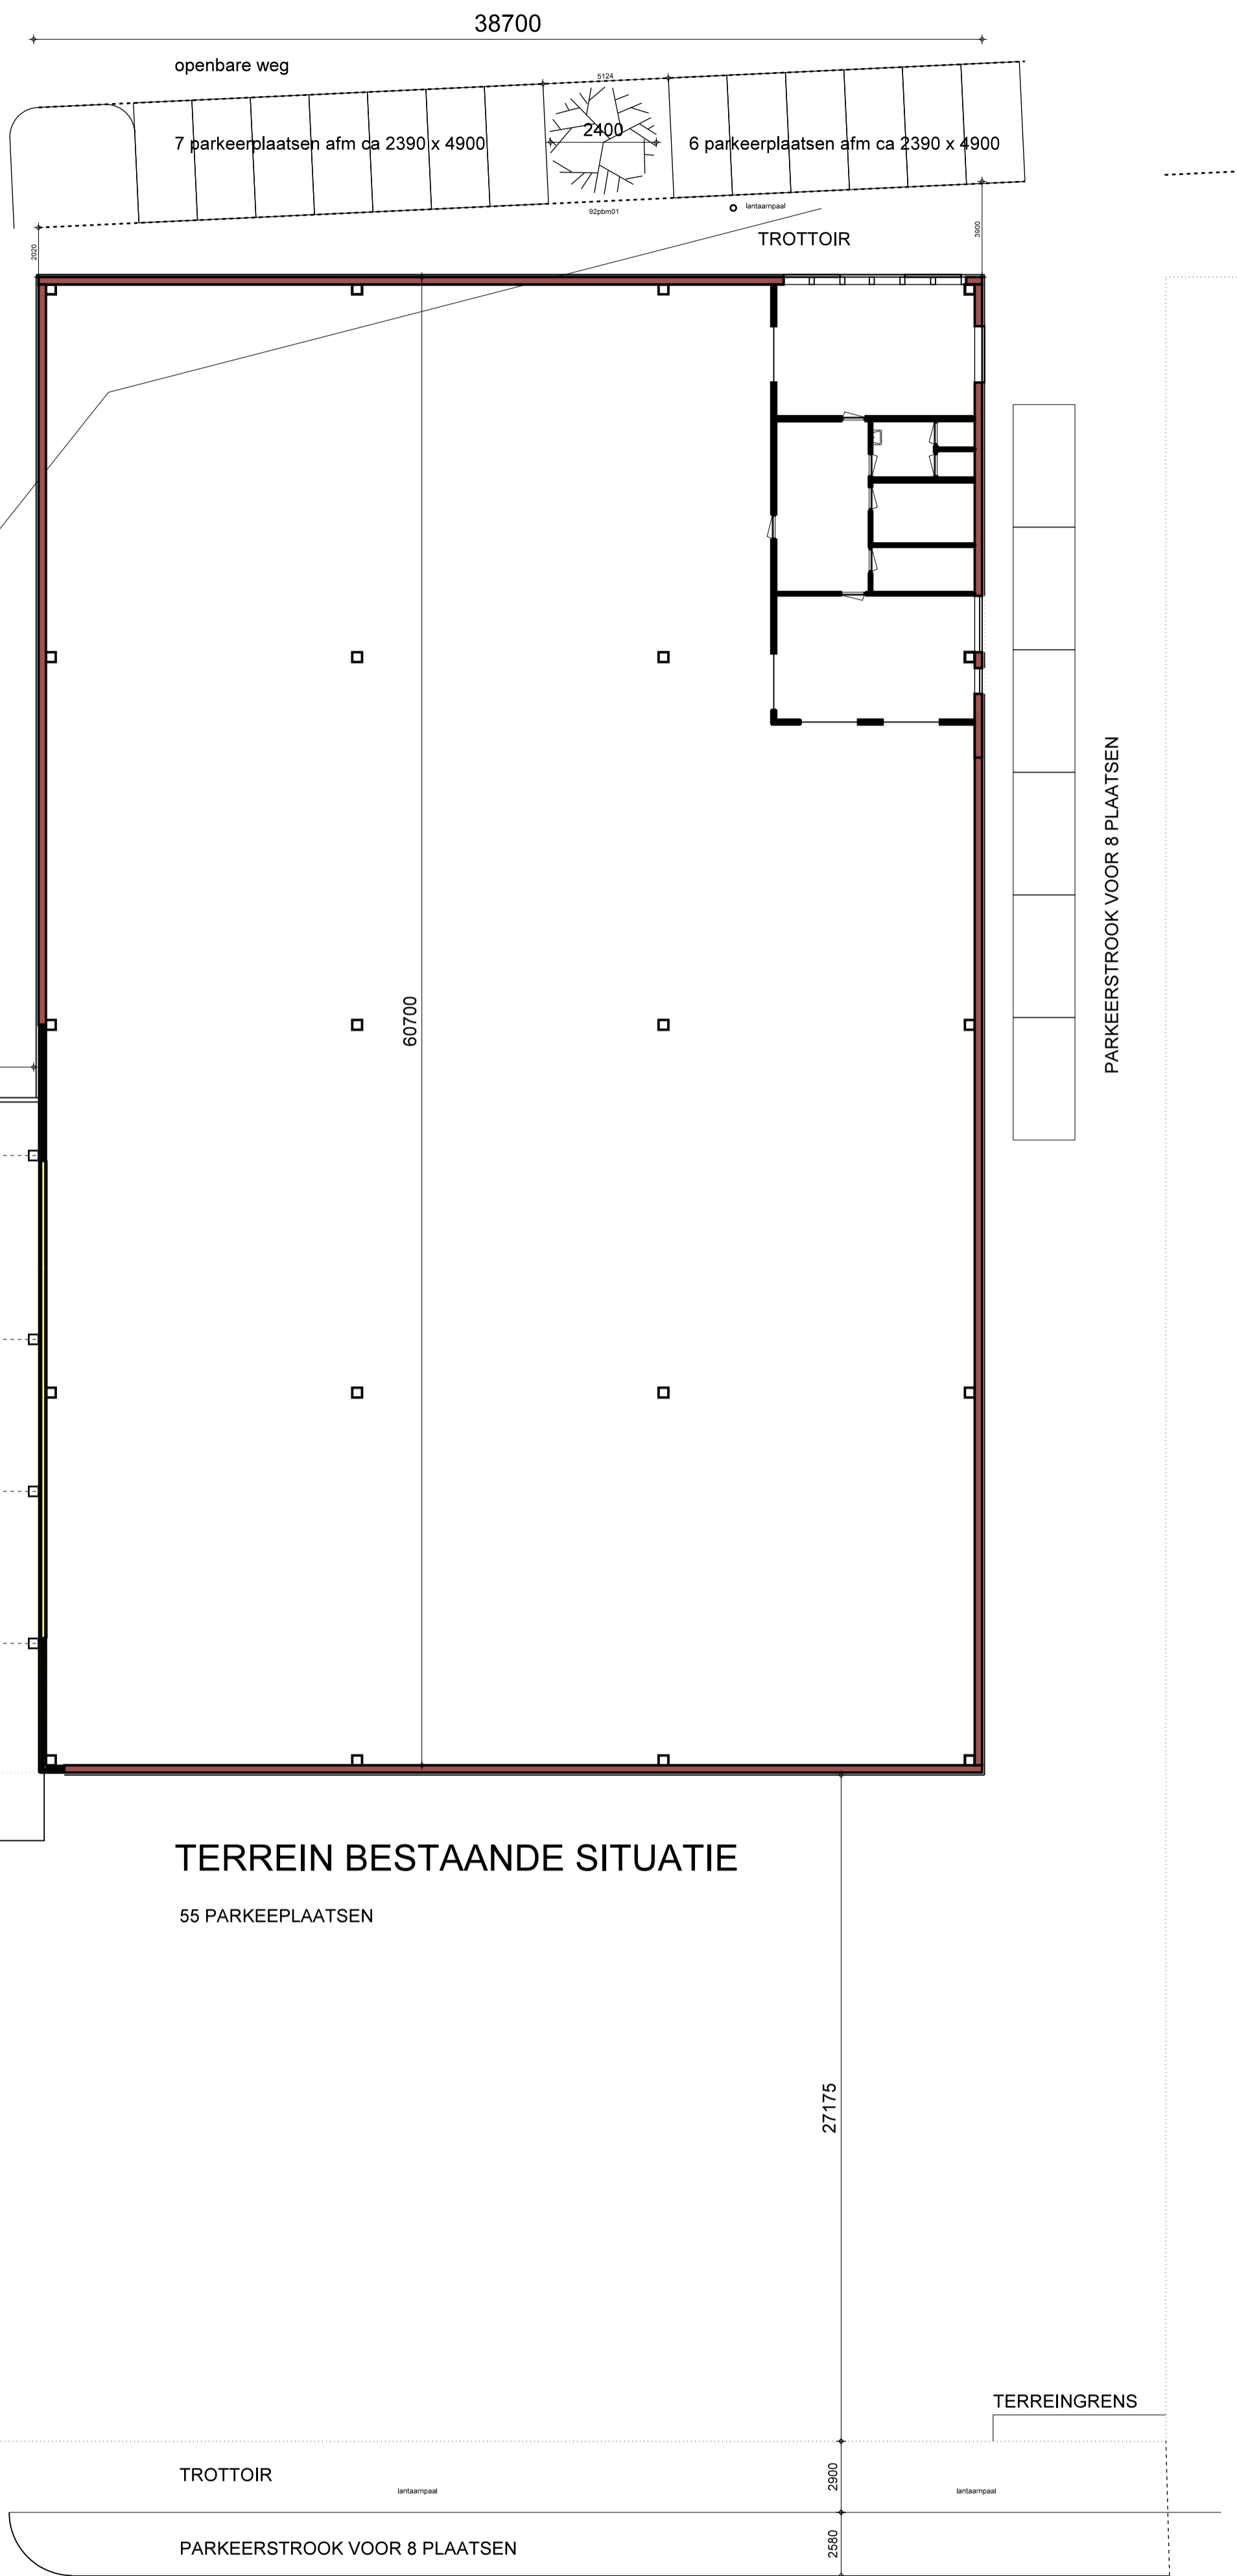 38700
openbare weg
5124
7 parkeerplaatsen afm ca 2390 x 4900
2400
6 parkeerplaatsen afm ca 2390 x 4900
92pbm01
lantaarnpaal
TROTTOIR
2020
3900
60700
PARKEERSTROOK VOOR 8 PLAATSEN
TERREIN BESTAANDE SITUATIE
55 PARKEEPLAATSEN
27175
TERREINGRENS
TROTTOIR
2900
lantaarnpaal
lantaarnpaal
PARKEERSTROOK VOOR 8 PLAATSEN
2580